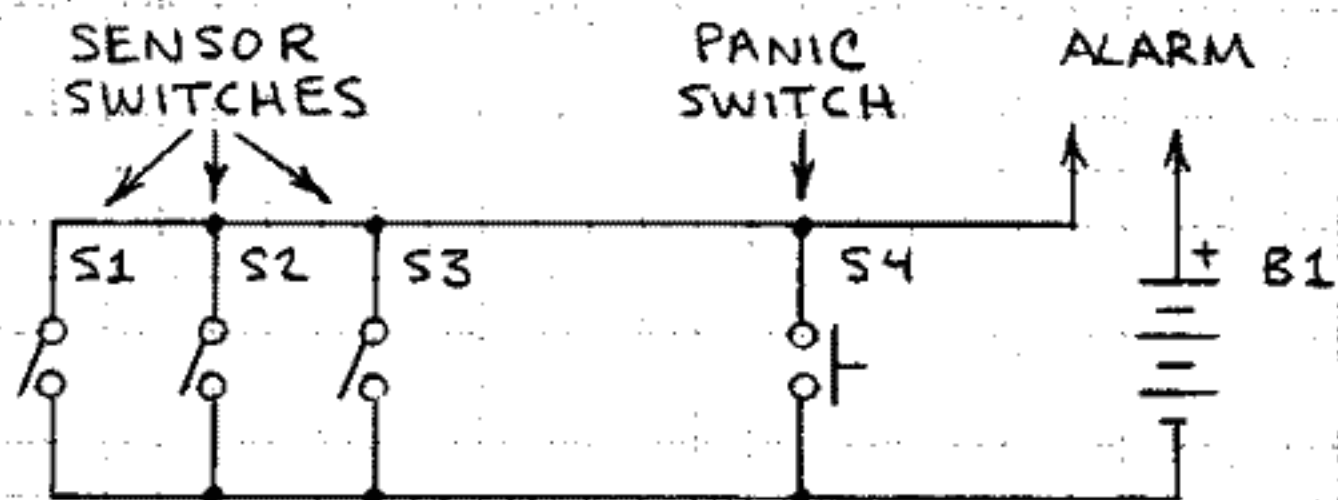 SENSOR
SWITCHES
PANIC
SWITCH
ALARM
S1
S2
S3
S4
+
B1